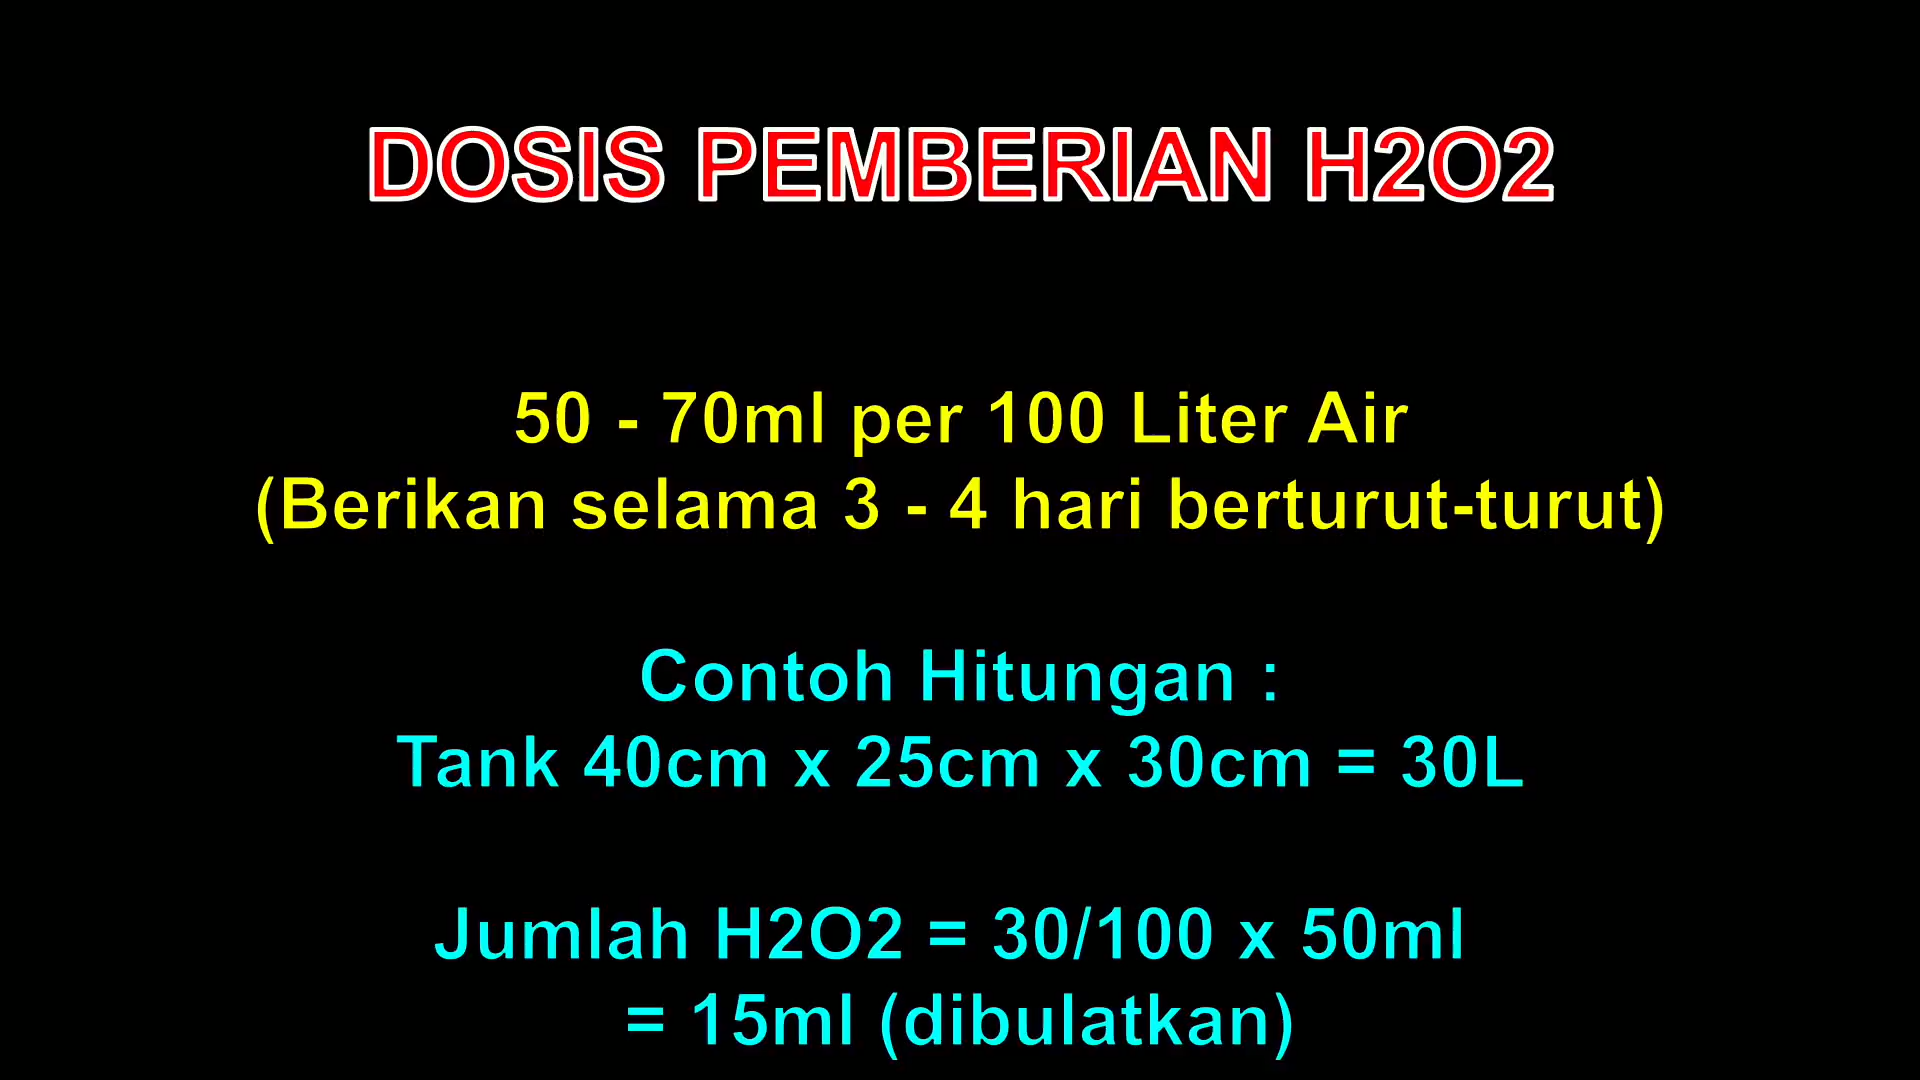 DOSIS PEMBERIAN H2O2
50 - 70ml per 100 Liter Air
(Berikan selama 3 - 4 hari berturut-turut)
Contoh Hitungan :
Tank 40cm x 25cm x 30cm = 30L
Jumlah H2O2 = 30/100 x 50ml
= 15ml (dibulatkan)